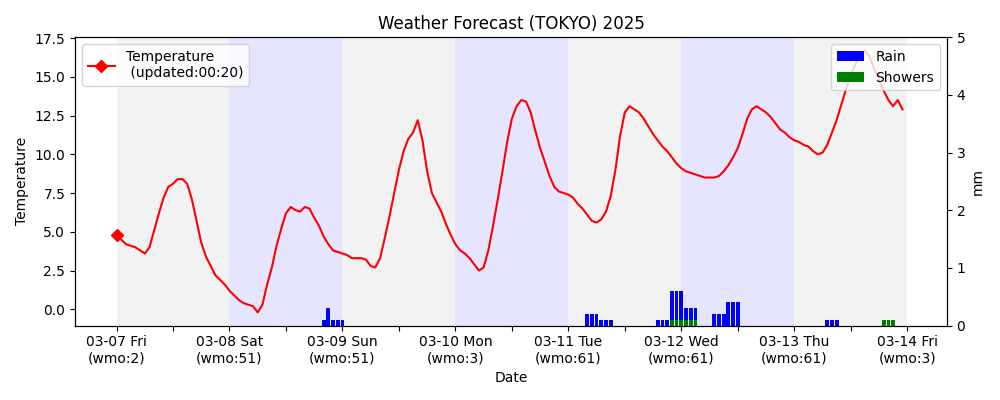 Weather Forecast (TOKYO) 2025
Temperature
(updated:00:20)
Rain
Showers
17.5
15.0
12.5
10.0
7.5
5.0
2.5
0.0
Temperature
5
4
3
2
1
0
mm
03-07 Fri
(wmo:2)
03-08 Sat
(wmo:51)
03-09 Sun
(wmo:51)
03-10 Mon
(wmo:3)
03-11 Tue
(wmo:61)
03-12 Wed
(wmo:61)
03-13 Thu
(wmo:61)
03-14 Fri
(wmo:3)
Date